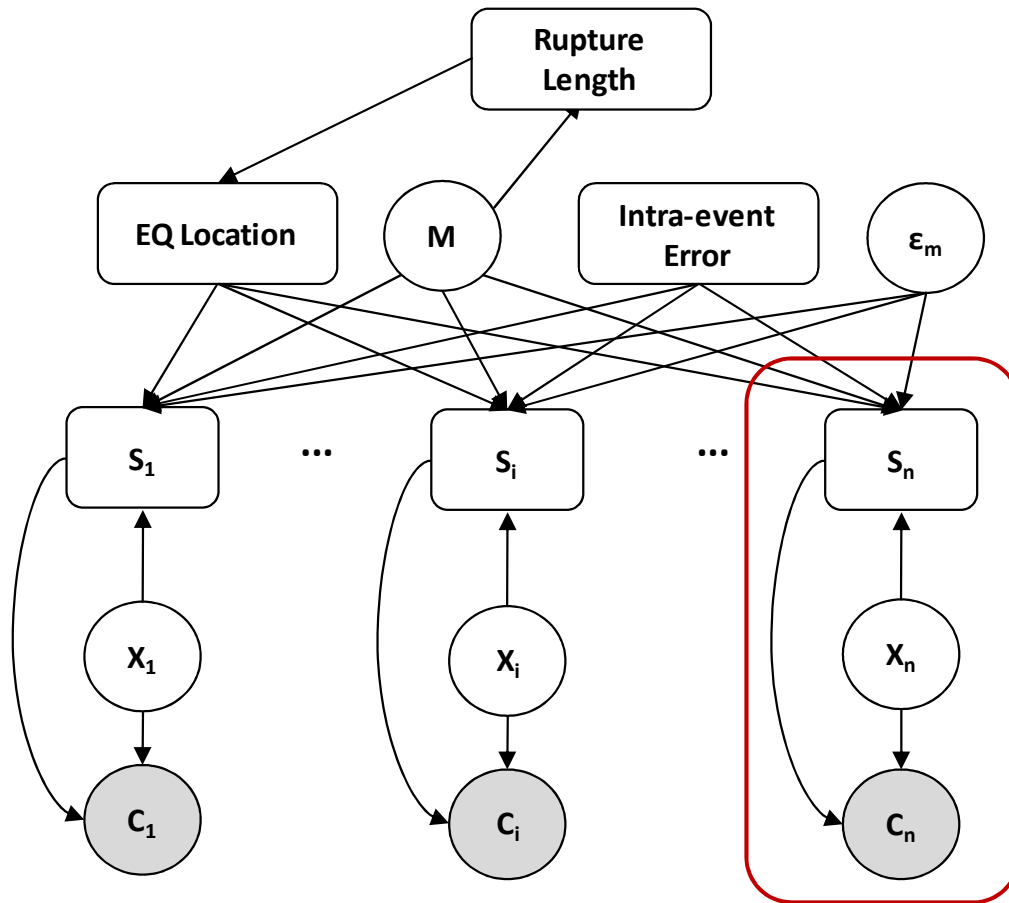 Rupture
Length
EQ Location
M
Intra-event
Error
εm
S1
...
Si
...
Sn
X1
Xi
Xn
C1
Ci
Cn